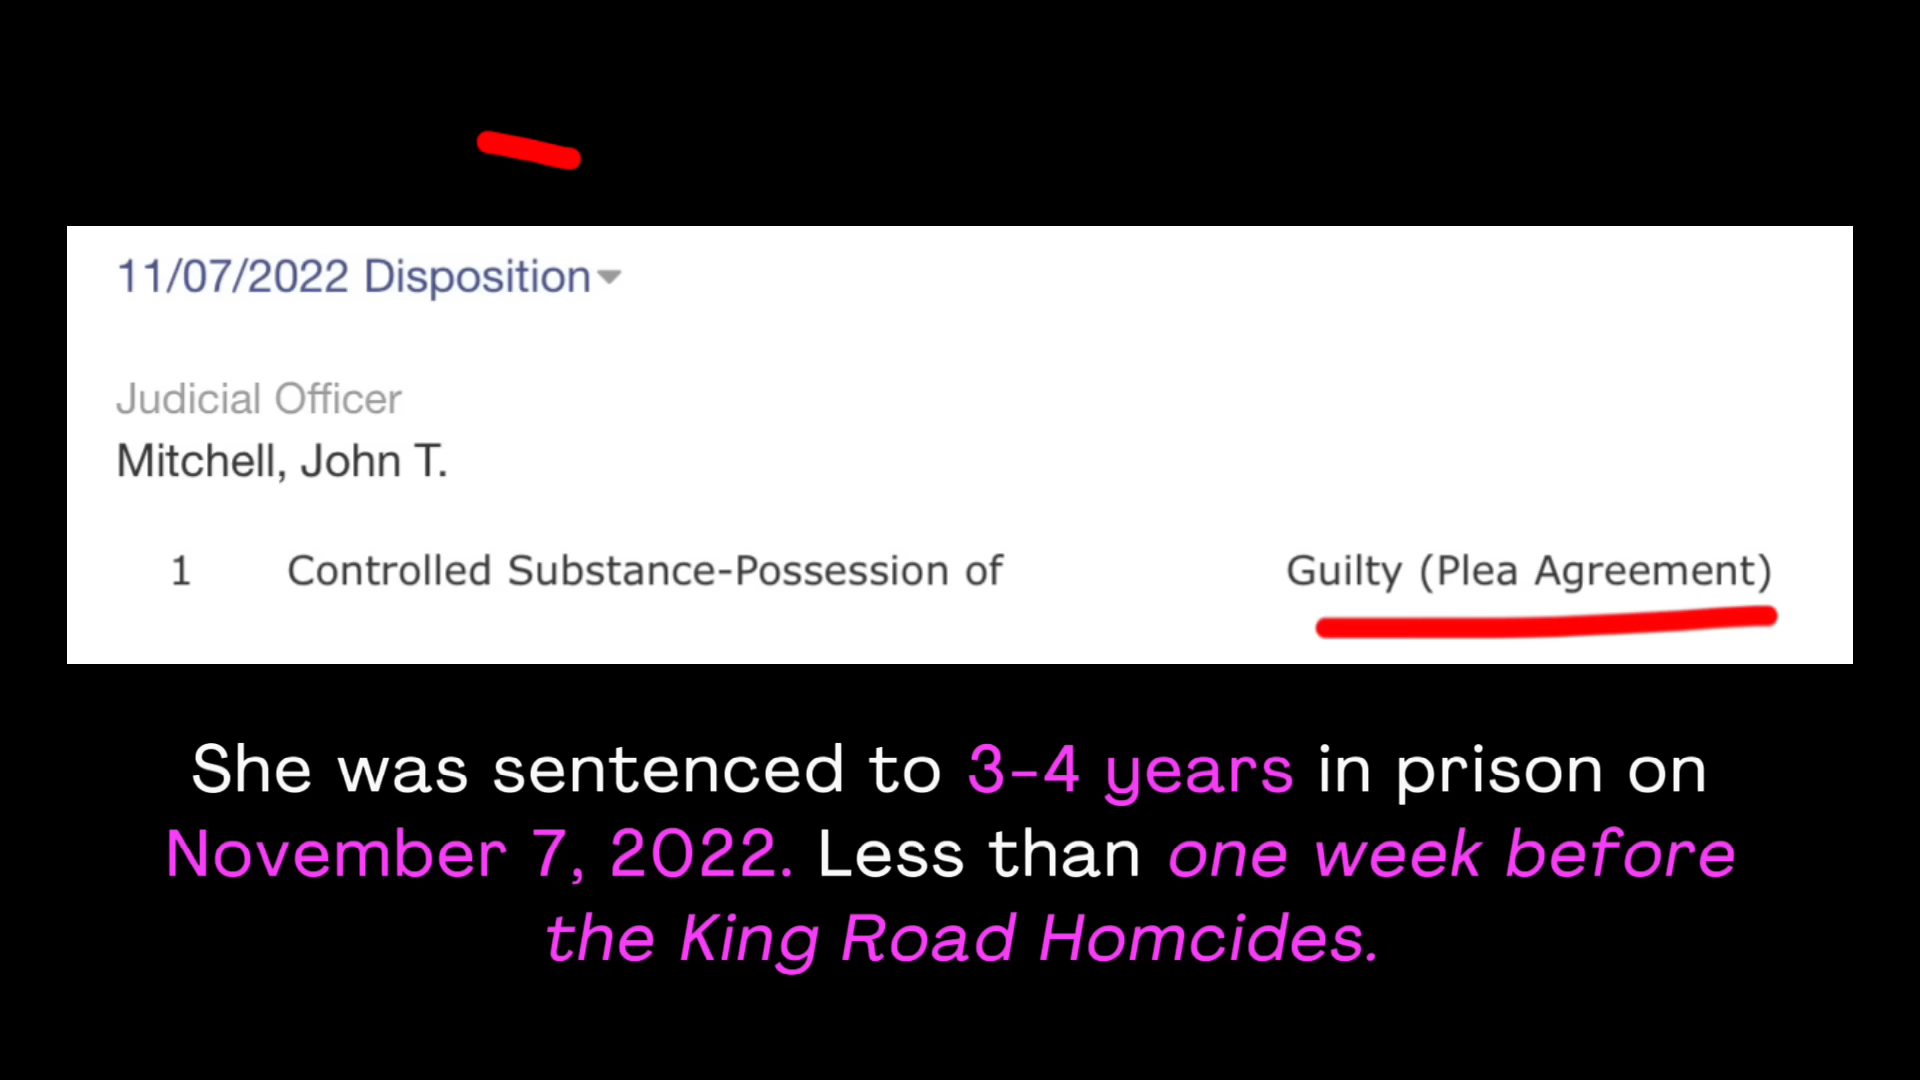 11/07/2022 Disposition
Judicial Officer
Mitchell, John T.
1 Controlled Substance-Possession of Guilty (Plea Agreement)
She was sentenced to 3-4 years in prison on
November 7, 2022. Less than one week before
the King Road Homcides.